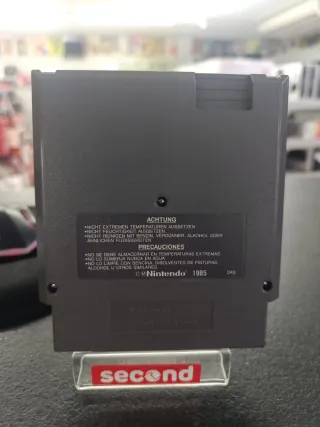 ACHTUNG
•NICHT EXTREMEN TEMPERATUREN AUSSETZEN.
•NICHT FEUCHTIGKEIT AUSSETZEN.
•NICHT REINIGEN MIT BENZIN, VERDÜNNER, ALKOHOL ODER
ÄHNLICHEN FLÜSSIGKEITEN
PRECAUCIONES
•NO SE DEBE ALMACENAR EN TEMPERATURAS EXTREMAS.
•NO LO SUMERJA NUNCA EN AGUA.
•NO LO LIMPIE CON BENCINA, DISOLVENTES DE PINTURAS,
ALCOHOL U OTROS SIMILARES.
Nintendo 1985
second